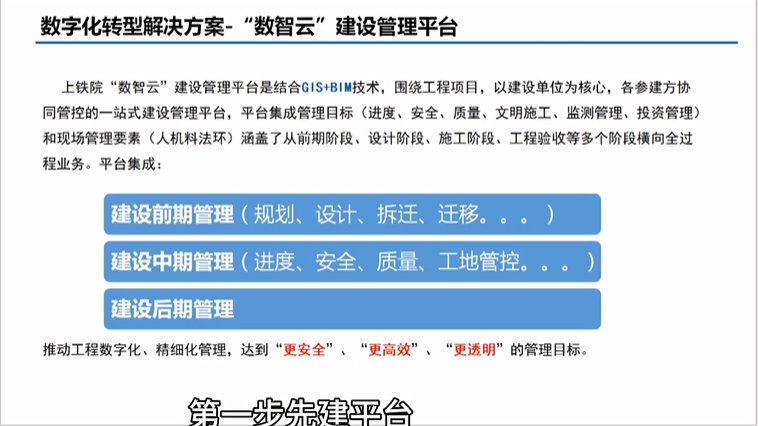 数字化转型解决方案-“数智云”建设管理平台
上铁院“数智云”建设管理平台是结合GIS+BIM技术，围绕工程项目，以建设单位为核心，各参建方协
同管控的一站式建设管理平台，平台集成管理目标（进度、安全、质量、文明施工、监测管理、投资管理）
和现场管理要素（人机料法环）涵盖了从前期阶段、设计阶段、施工阶段、工程验收等多个阶段横向全过
程业务。平台集成：
建设前期管理（规划、设计、拆迁、迁移。。。）
建设中期管理（进度、安全、质量、工地管控。。。）
建设后期管理
推动工程数字化、精细化管理，达到“更安全”、“更高效”、“更透明”的管理目标。
第一步先建平台